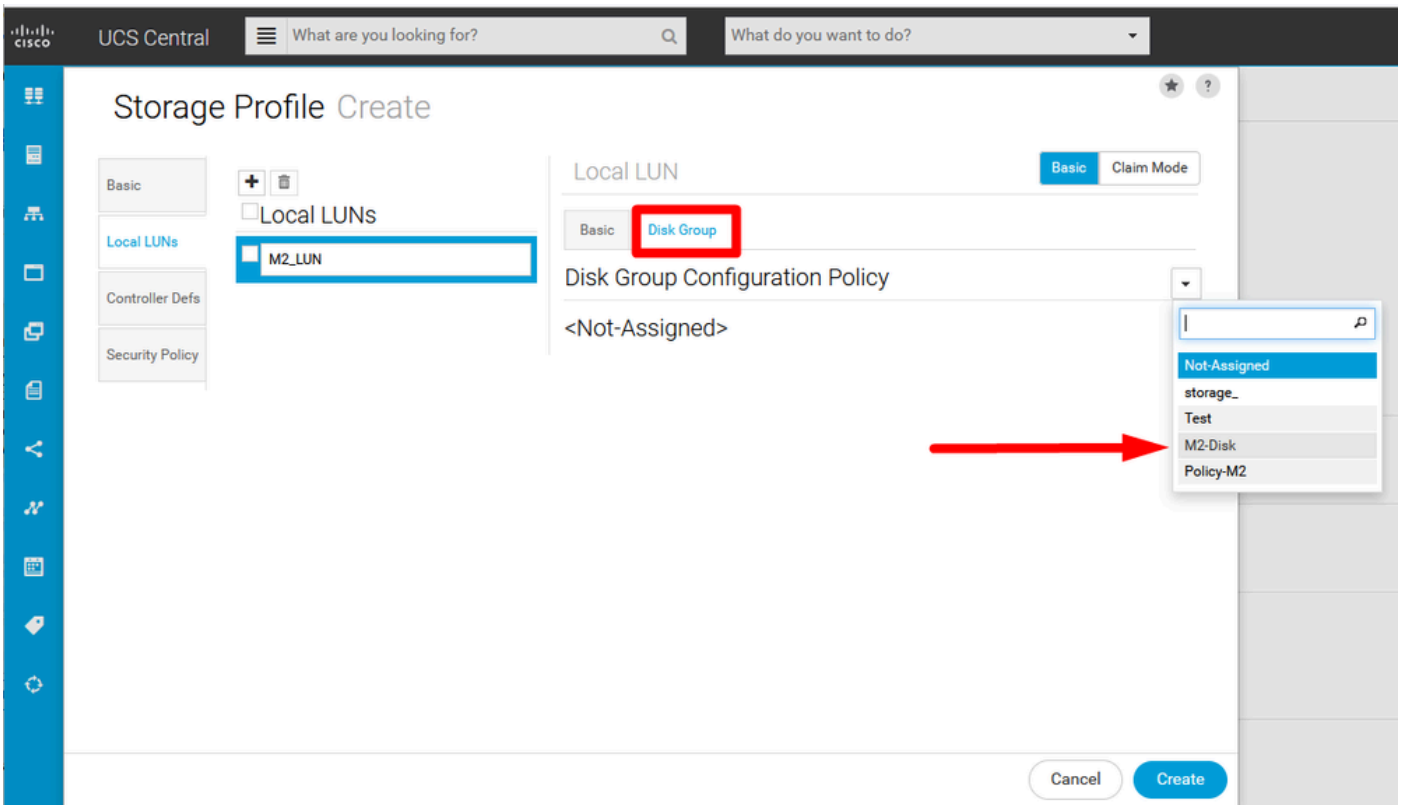 CISCO
UCS Central
What are you looking for?
What do you want to do?
Storage Profile Create
?
Basic
Local LUNs
Controller Defs
Security Policy
Local LUNs
M2_LUN
Local LUN
Basic
Claim Mode
Basic
Disk Group
Disk Group Configuration Policy
<Not-Assigned>
Not-Assigned
storage_
Test
M2-Disk
Policy-M2
Cancel
Create